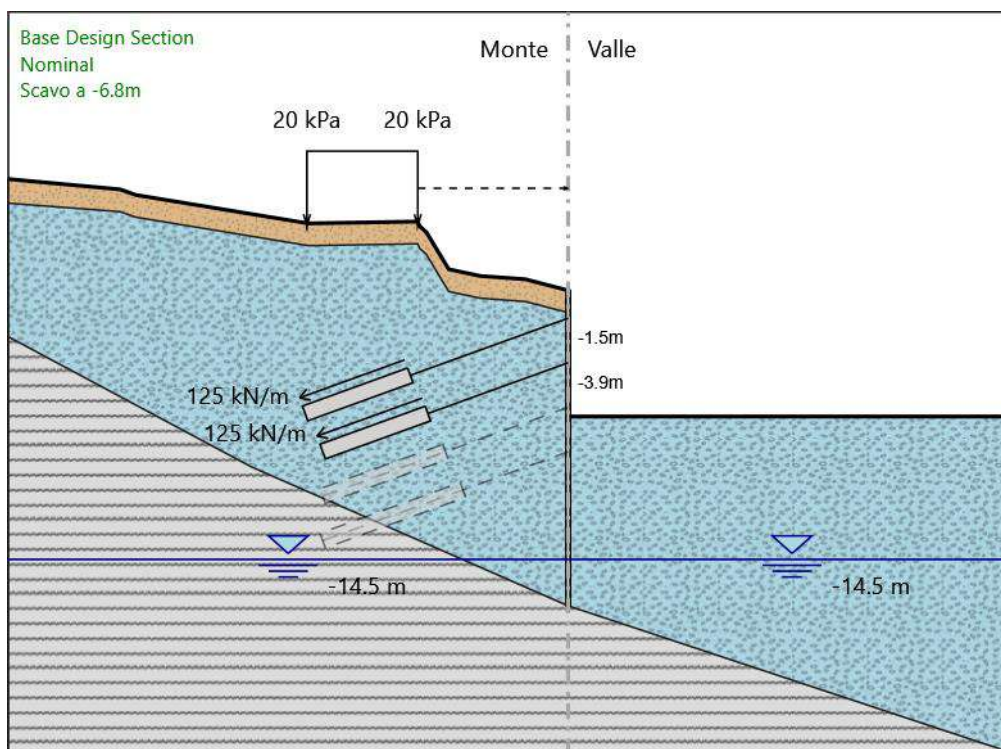 Base Design Section
Nominal
Scavo a -6.8m
Monte
Valle
20 kPa
20 kPa
-1.5m
-3.9m
125 kN/m
125 kN/m
-14.5 m
-14.5 m